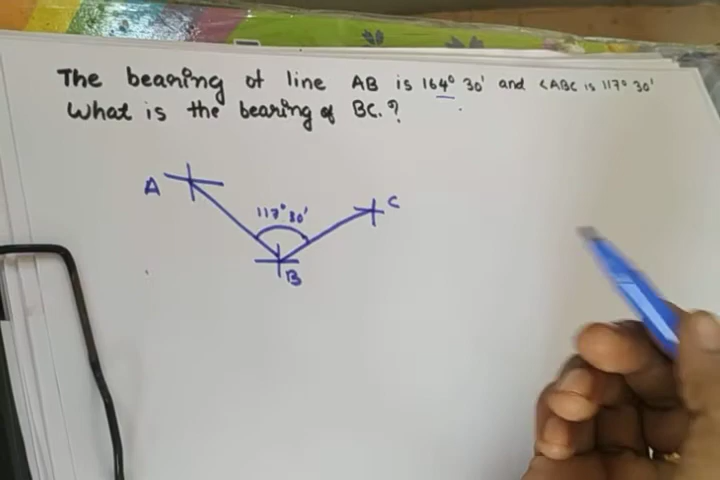 The bearing of line AB is 164° 30' and <ABC is 117° 30'
What is the bearing of BC.?
A
117° 30'
C
B